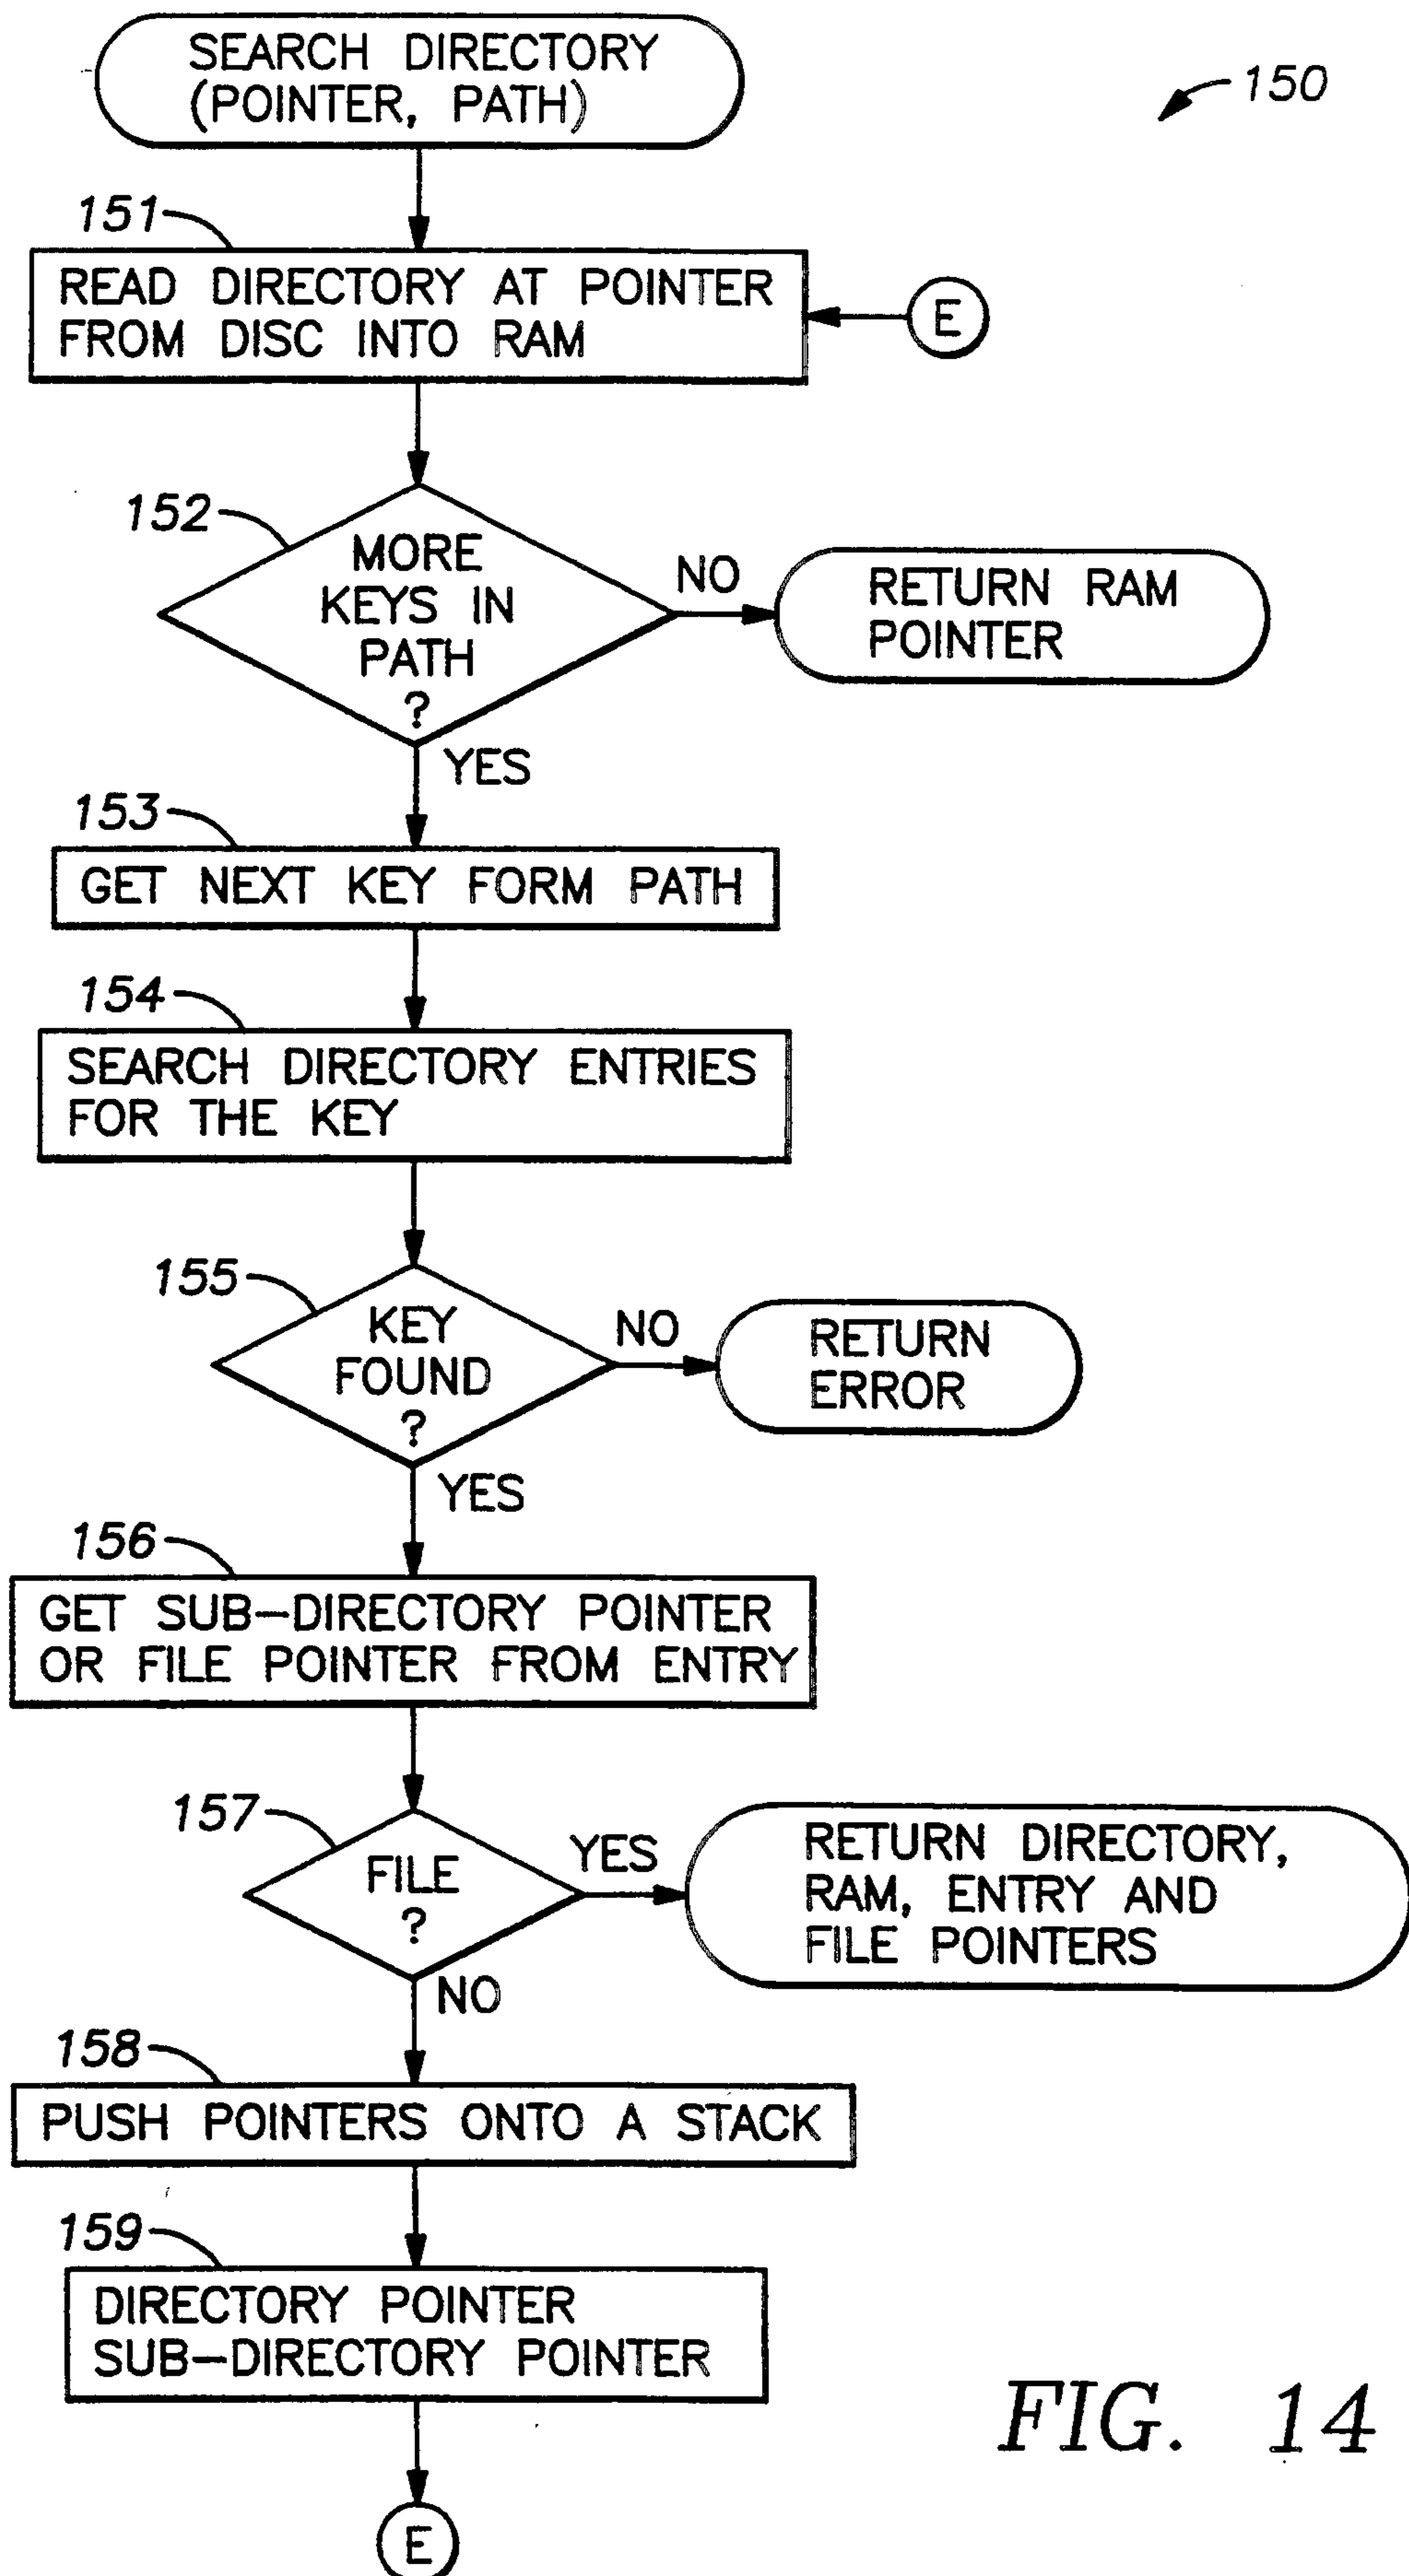 SEARCH DIRECTORY
(POINTER, PATH)
150
151
READ DIRECTORY AT POINTER
FROM DISC INTO RAM
E
152
MORE
KEYS IN
PATH
?
NO
RETURN RAM
POINTER
YES
153
GET NEXT KEY FORM PATH
154
SEARCH DIRECTORY ENTRIES
FOR THE KEY
155
KEY
FOUND
?
NO
RETURN
ERROR
YES
156
GET SUB-DIRECTORY POINTER
OR FILE POINTER FROM ENTRY
157
FILE
?
YES
RETURN DIRECTORY,
RAM, ENTRY AND
FILE POINTERS
NO
158
PUSH POINTERS ONTO A STACK
159
DIRECTORY POINTER
SUB-DIRECTORY POINTER
E
FIG. 14